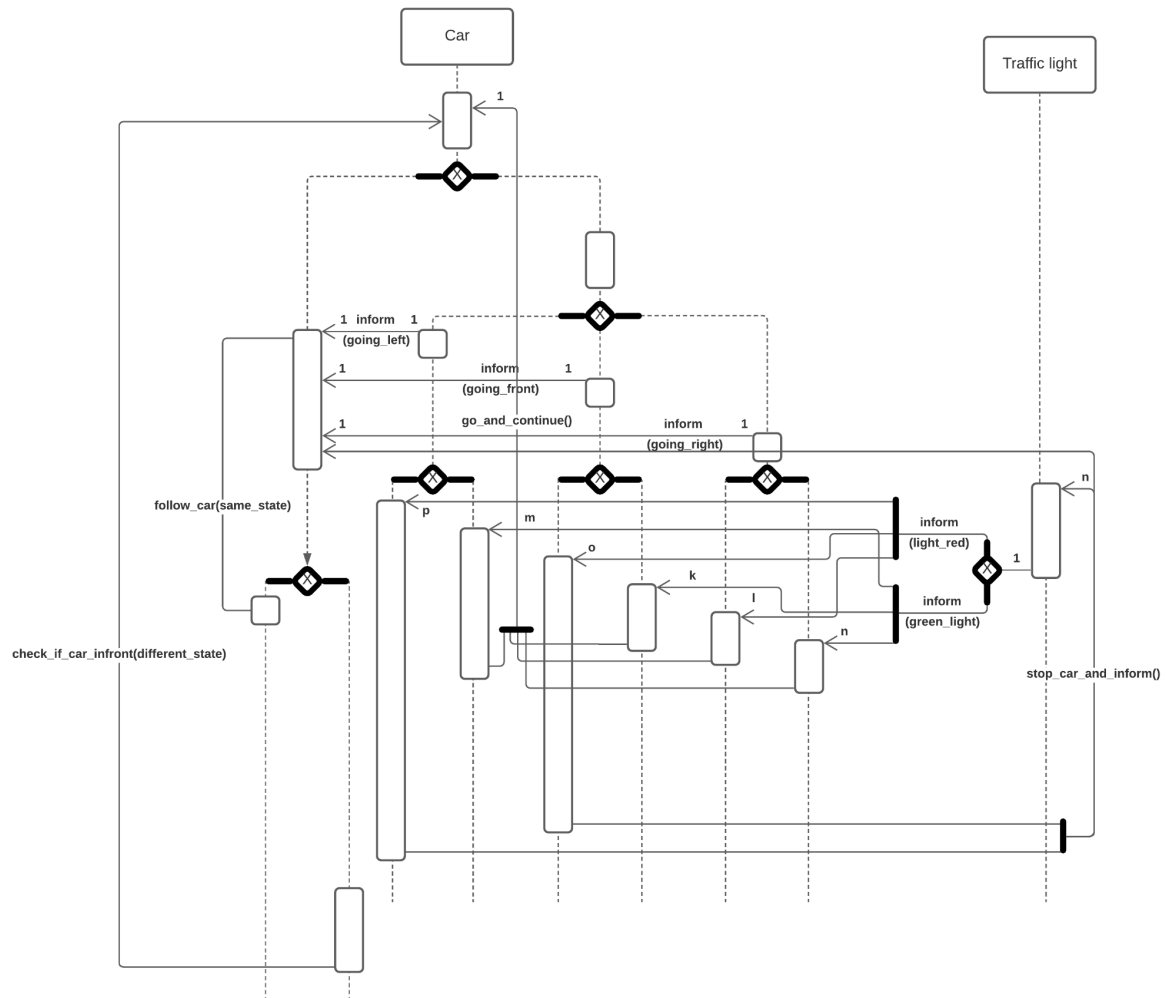 Car
Traffic light
1
X
X
1 inform 1
(going_left)
1 inform 1
(going_front)
go_and_continue()
1 inform 1
(going_right)
X
X
X
n
follow_car(same_state)
p
m
inform
(light_red)
o
1
X
k
X
l
inform
(green_light)
n
check_if_car_infront(different_state)
stop_car_and_inform()